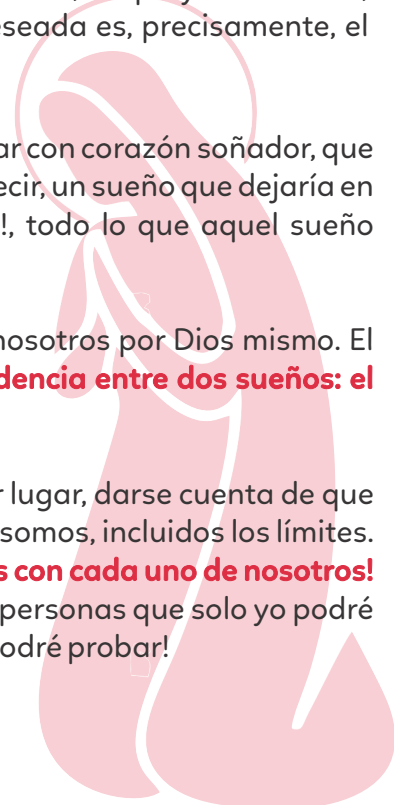 seada es, precisamente, el
ar con corazón soñador, que
ecir, un sueño que dejaría en
!, todo lo que aquel sueño
nosotros por Dios mismo. El
dencia entre dos sueños: el
lugar, darse cuenta de que
somos, incluidos los límites.
s con cada uno de nosotros!
personas que solo yo podré
odré probar!